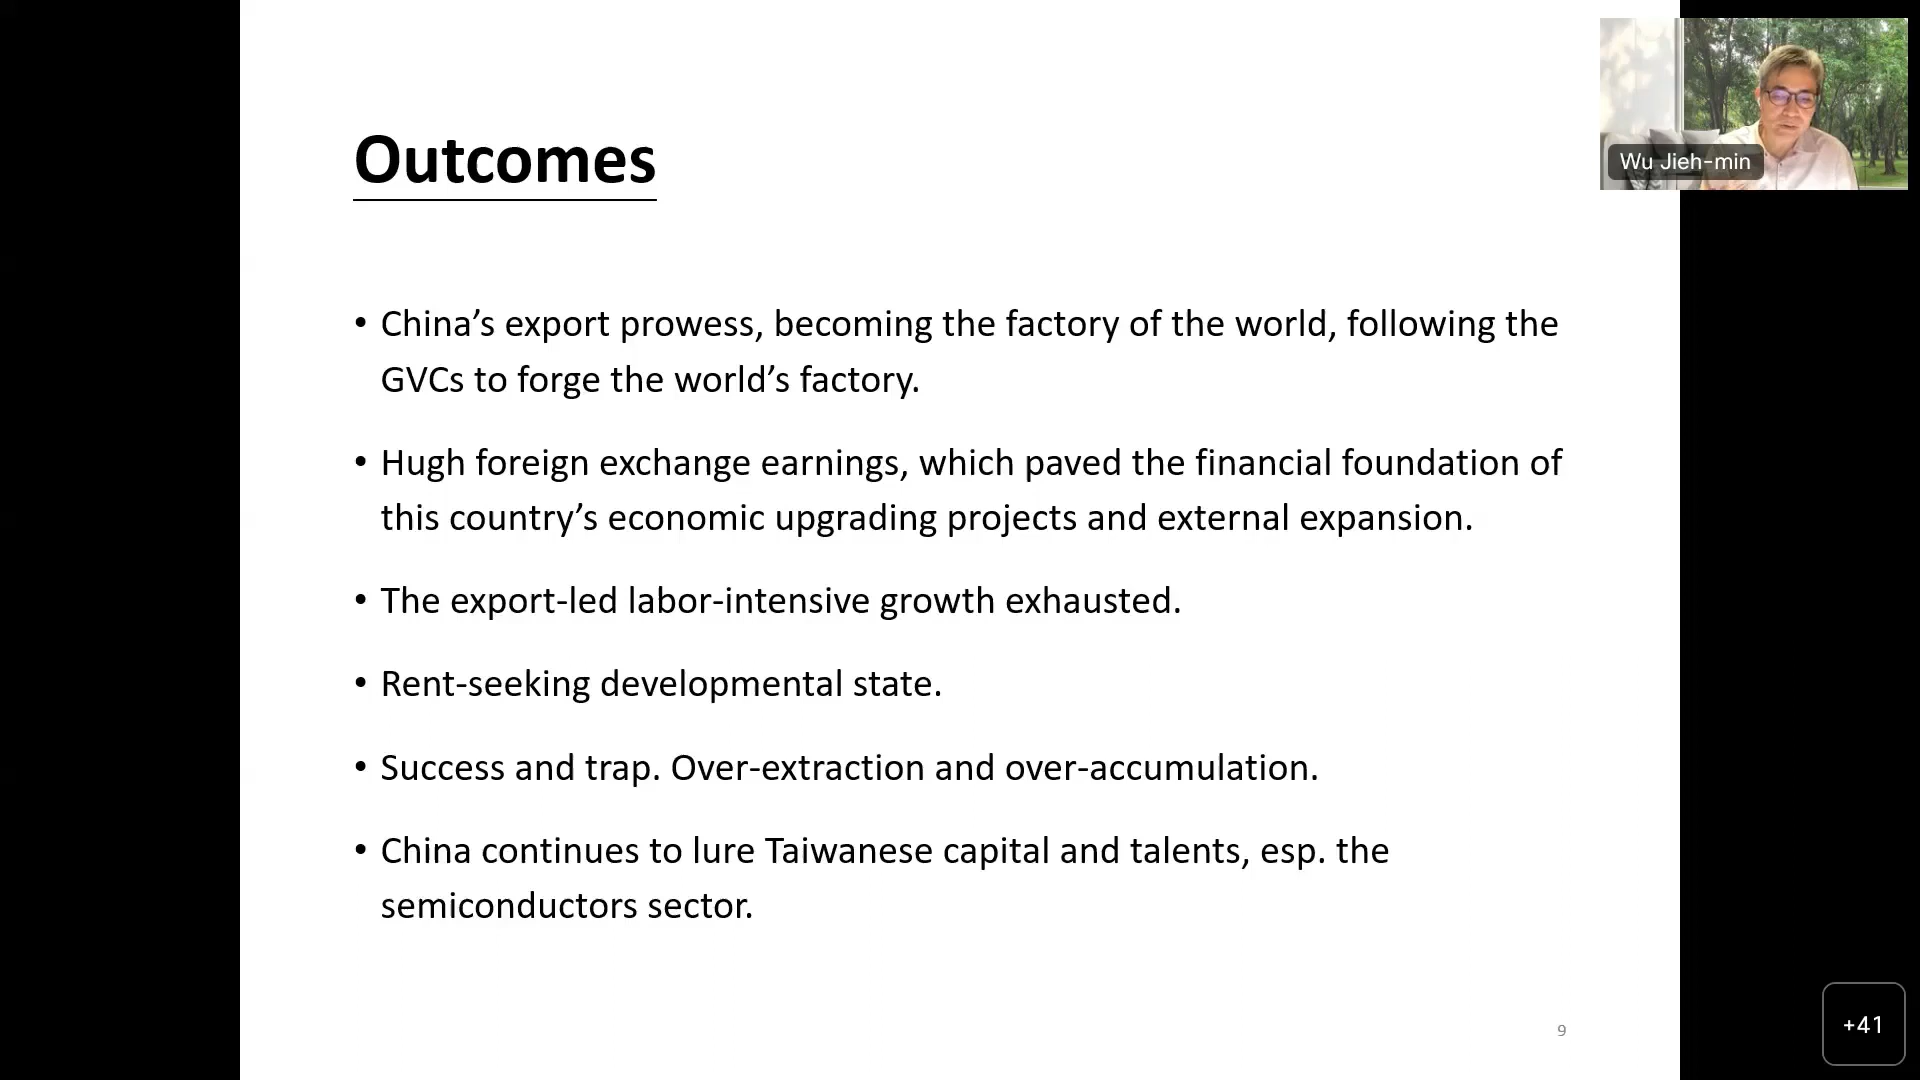 Outcomes
Wu Jieh-min
• China’s export prowess, becoming the factory of the world, following the
GVCs to forge the world’s factory.
• Hugh foreign exchange earnings, which paved the financial foundation of
this country’s economic upgrading projects and external expansion.
• The export-led labor-intensive growth exhausted.
• Rent-seeking developmental state.
• Success and trap. Over-extraction and over-accumulation.
• China continues to lure Taiwanese capital and talents, esp. the
semiconductors sector.
9
+41